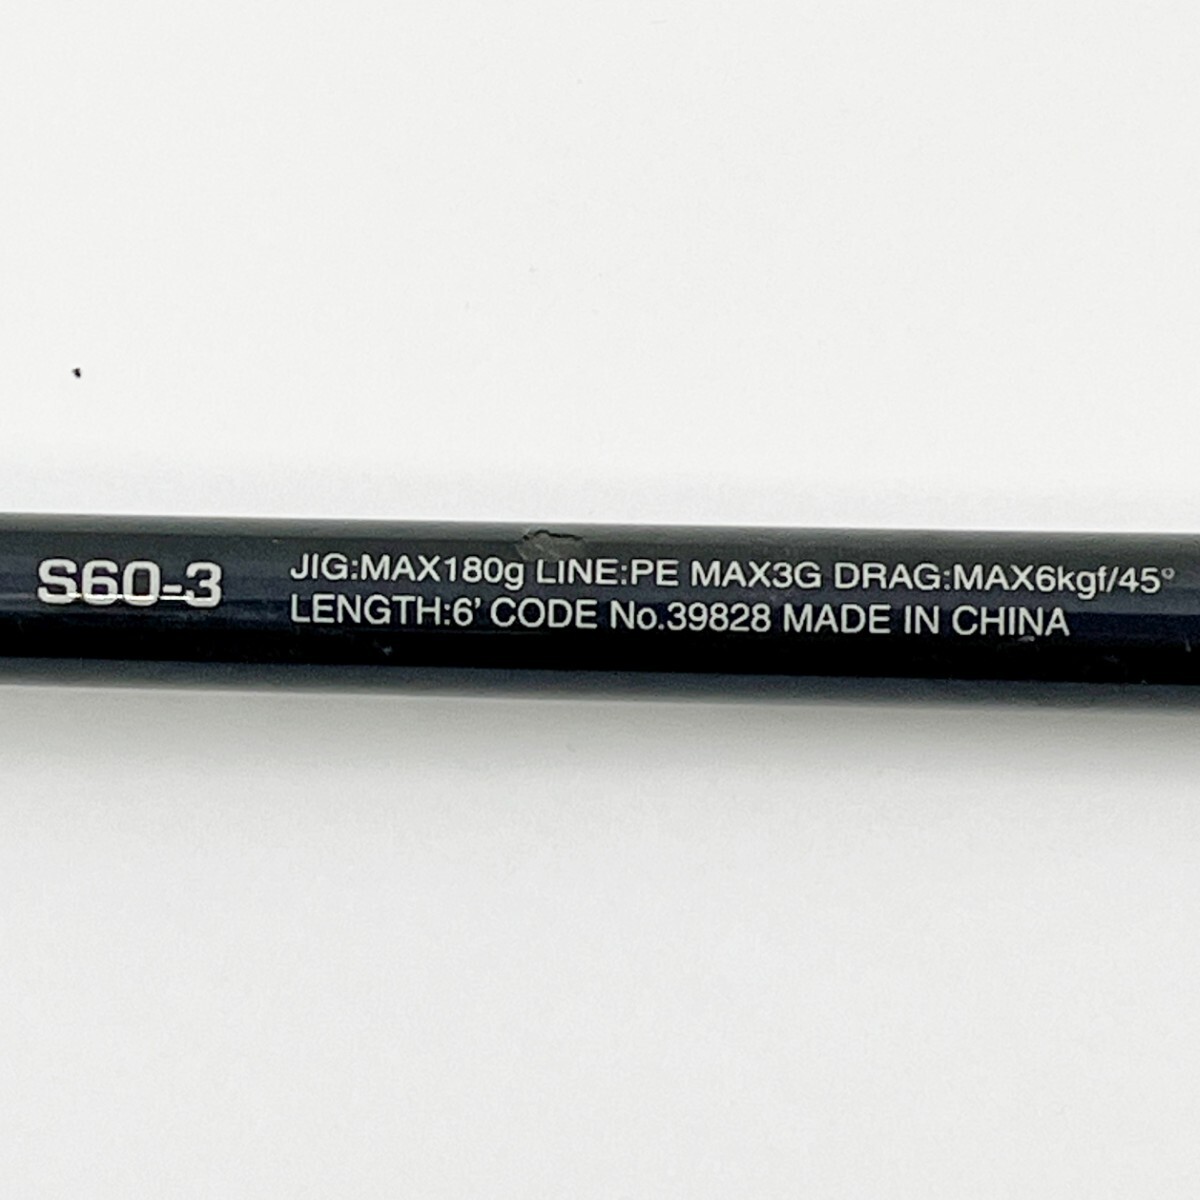 S60-3
JIG:MAX180g LINE:PE MAX3G DRAG:MAX6kgf/45°
LENGTH:6' CODE No.39828 MADE IN CHINA